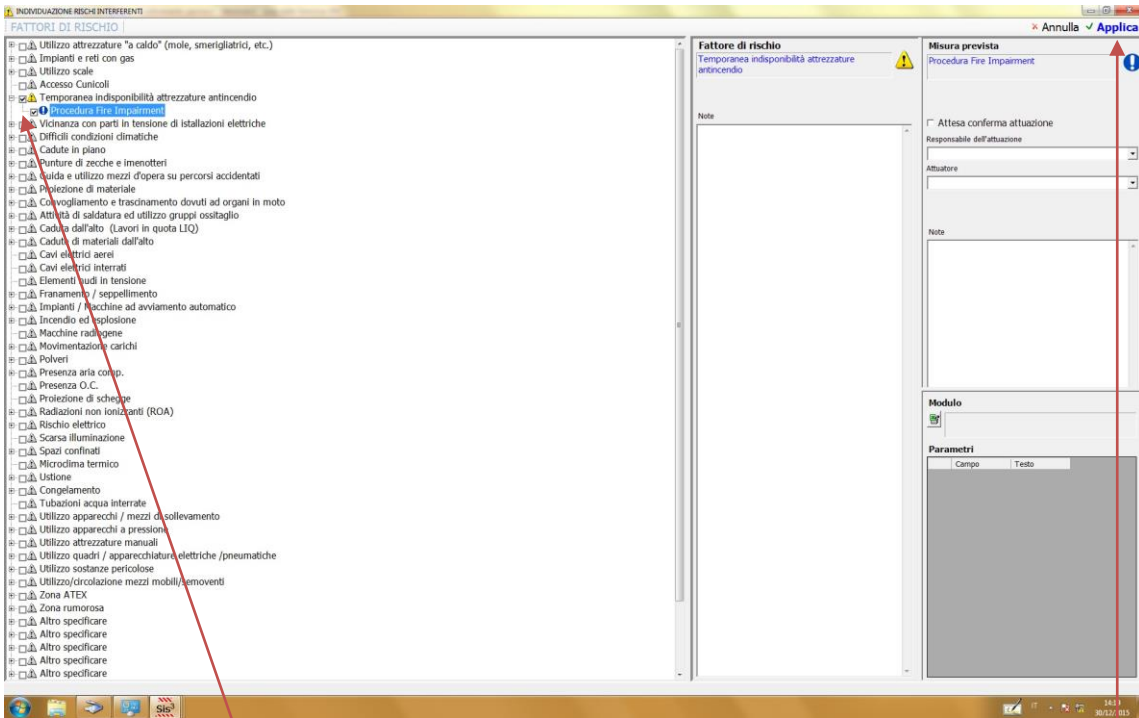 INDIVIDUAZIONE RISCHI INTERFERENTI
FATTORI DI RISCHIO
Annulla
Applica
Utilizzo attrezzature "a caldo" (mole, smerigliatrici, etc.)
Impianti e reti con gas
Utilizzo scale
Accesso Cunicoli
Temporanea indisponibilità attrezzature antincendio
Procedura Fire Impairment
Vicinanza con parti in tensione di istallazioni elettriche
Difficili condizioni climatiche
Cadute in piano
Punture di zecche e imenotteri
Guida e utilizzo mezzi d'opera su percorsi accidentati
Proiezione di materiale
Convogliamento e trascinamento dovuti ad organi in moto
Attività di saldatura ed utilizzo gruppi ossitaglio
Caduta dall'alto (Lavori in quota LIQ)
Cadute di materiali dall'alto
Cavi elettrici aerei
Cavi elettrici interrati
Elementi nudi in tensione
Franamento / seppellimento
Impianti / Macchine ad avviamento automatico
Incendio ed esplosione
Macchine radiogene
Movimentazione carichi
Polveri
Presenza aria comp.
Presenza O.C.
Proiezione di schegge
Radiazioni non ionizzanti (ROA)
Rischio elettrico
Scarsa illuminazione
Spazi confinati
Microclima termico
Ustione
Congelamento
Tubazioni acqua interrate
Utilizzo apparecchi / mezzi di sollevamento
Utilizzo apparecchi a pressione
Utilizzo attrezzature manuali
Utilizzo quadri / apparecchiature elettriche /pneumatiche
Utilizzo sostanze pericolose
Utilizzo/circolazione mezzi mobili/semoventi
Zona ATEX
Zona rumorosa
Altro specificare
Altro specificare
Altro specificare
Altro specificare
Altro specificare
Fattore di rischio
Temporanea indisponibilità attrezzature
antincendio
Note
Misura prevista
Procedura Fire Impairment
Attesa conferma attuazione
Responsabile dell'attuazione
Attuatore
Note
Modulo
Parametri
Campo Testo
Sis3
IT
30/12/2015